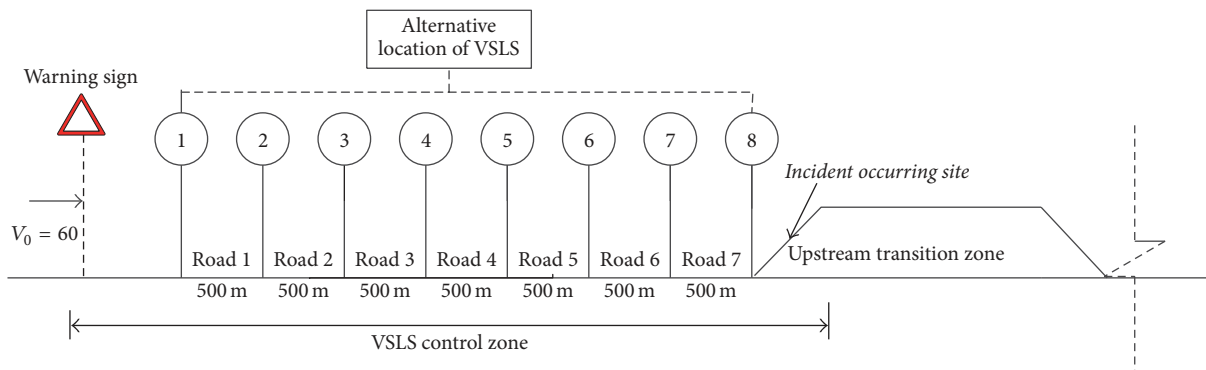 Alternative
location of VSLS
Warning sign
1 2 3 4 5 6 7 8
Incident occurring site
V0 = 60
Road 1 Road 2 Road 3 Road 4 Road 5 Road 6 Road 7 Upstream transition zone
500 m 500 m 500 m 500 m 500 m 500 m 500 m
VSLS control zone